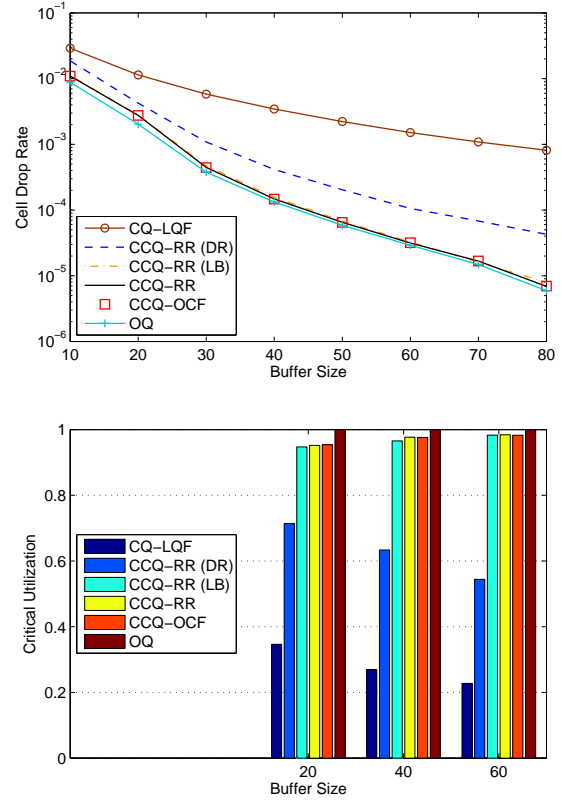 10^−1
10^−2
10^−3
10^−4
10^−5
10^−6
Cell Drop Rate
CQ−LQF
CCQ−RR (DR)
CCQ−RR (LB)
CCQ−RR
CCQ−OCF
OQ
10 20 30 40 50 60 70 80
Buffer Size
1
0.8
0.6
0.4
0.2
0
Critical Utilization
CQ−LQF
CCQ−RR (DR)
CCQ−RR (LB)
CCQ−RR
CCQ−OCF
OQ
20 40 60
Buffer Size